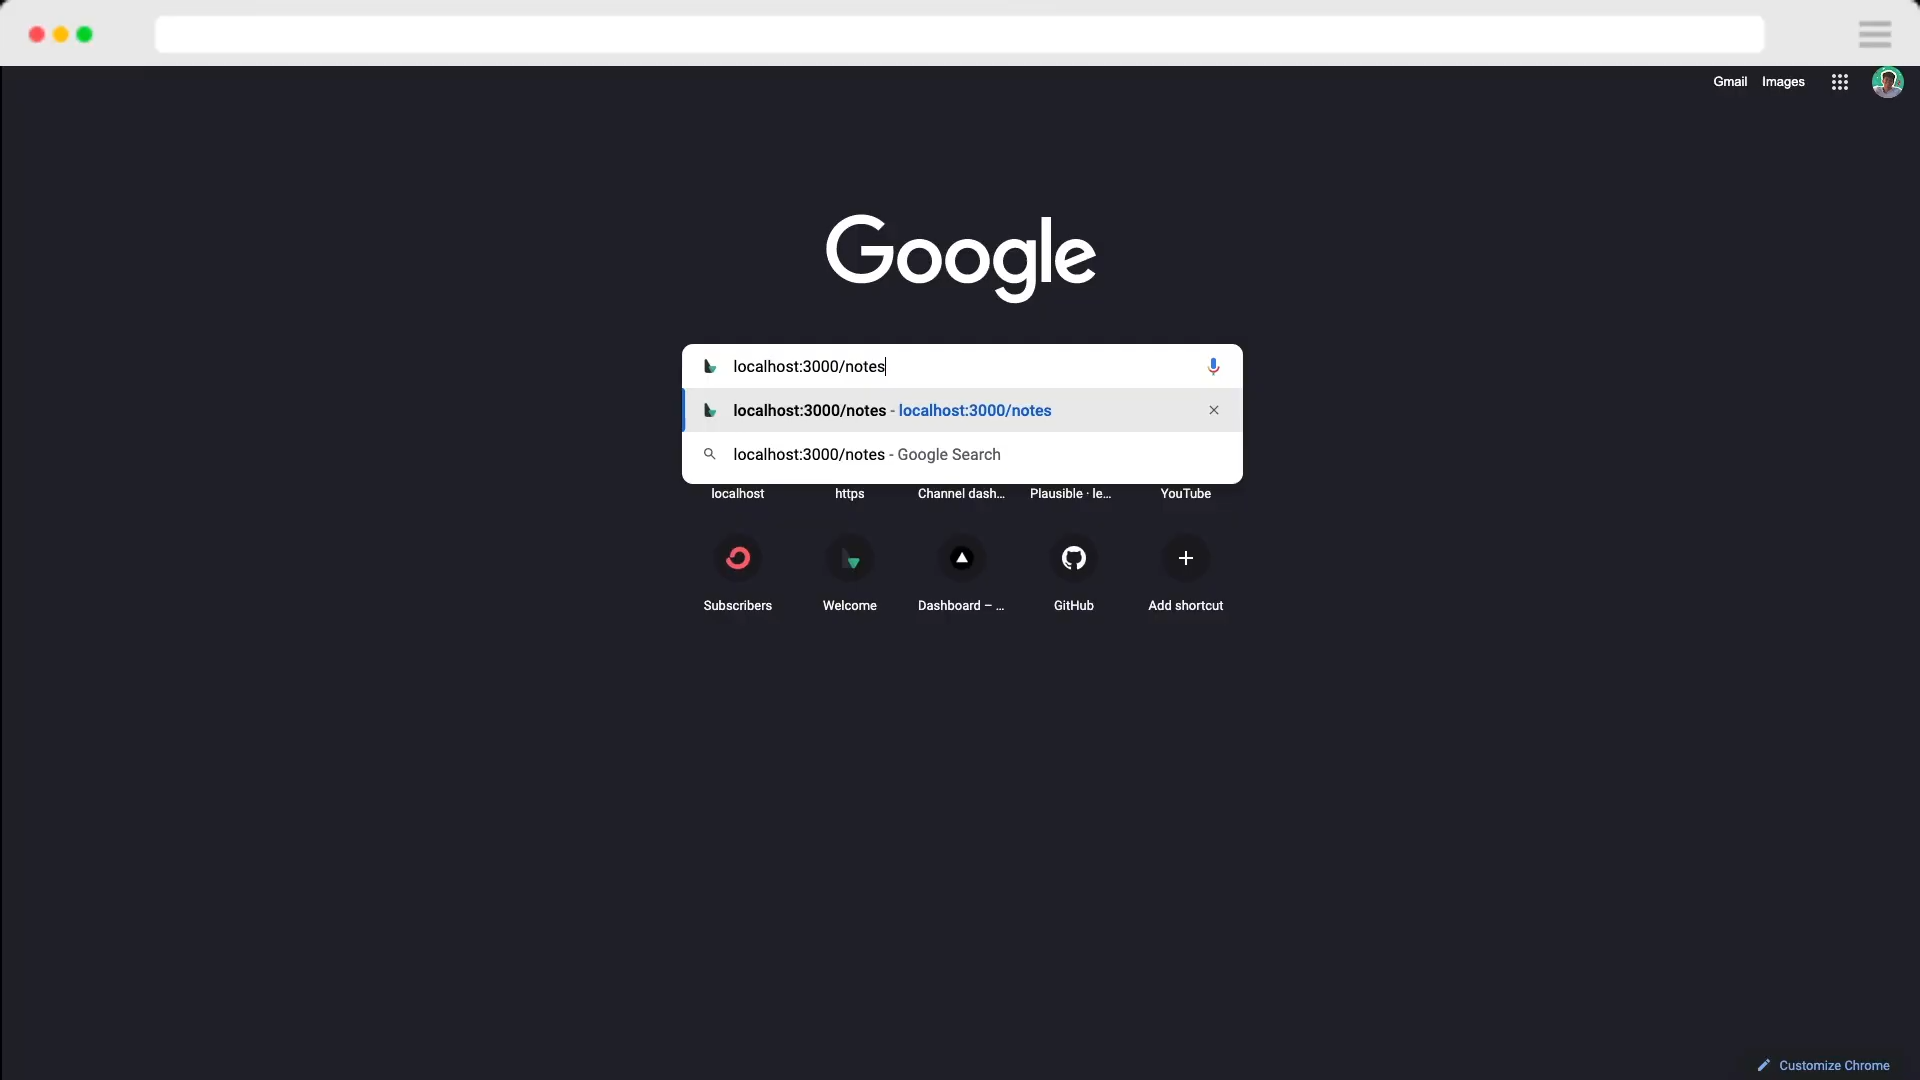 Gmail Images
Google
localhost:3000/notes
localhost:3000/notes - localhost:3000/notes
localhost:3000/notes - Google Search
localhost https Channel dash... Plausible · le... YouTube
Subscribers Welcome Dashboard – ... GitHub Add shortcut
Customize Chrome